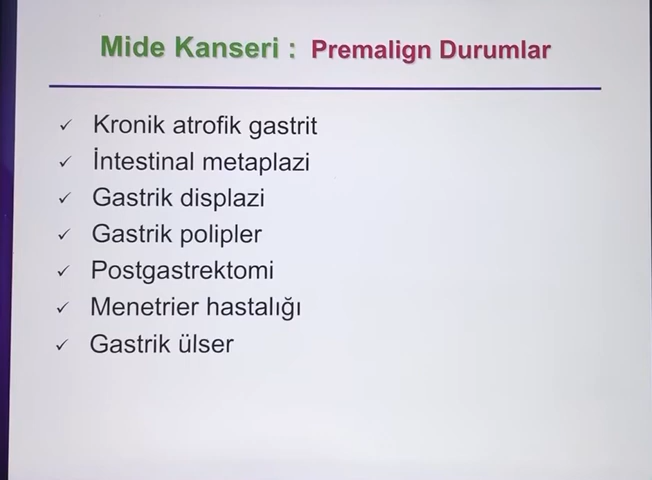 Mide Kanseri : Premalign Durumlar
✓ Kronik atrofik gastrit
✓ İntestinal metaplazi
✓ Gastrik displazi
✓ Gastrik polipler
✓ Postgastrektomi
✓ Menetrier hastalığı
✓ Gastrik ülser